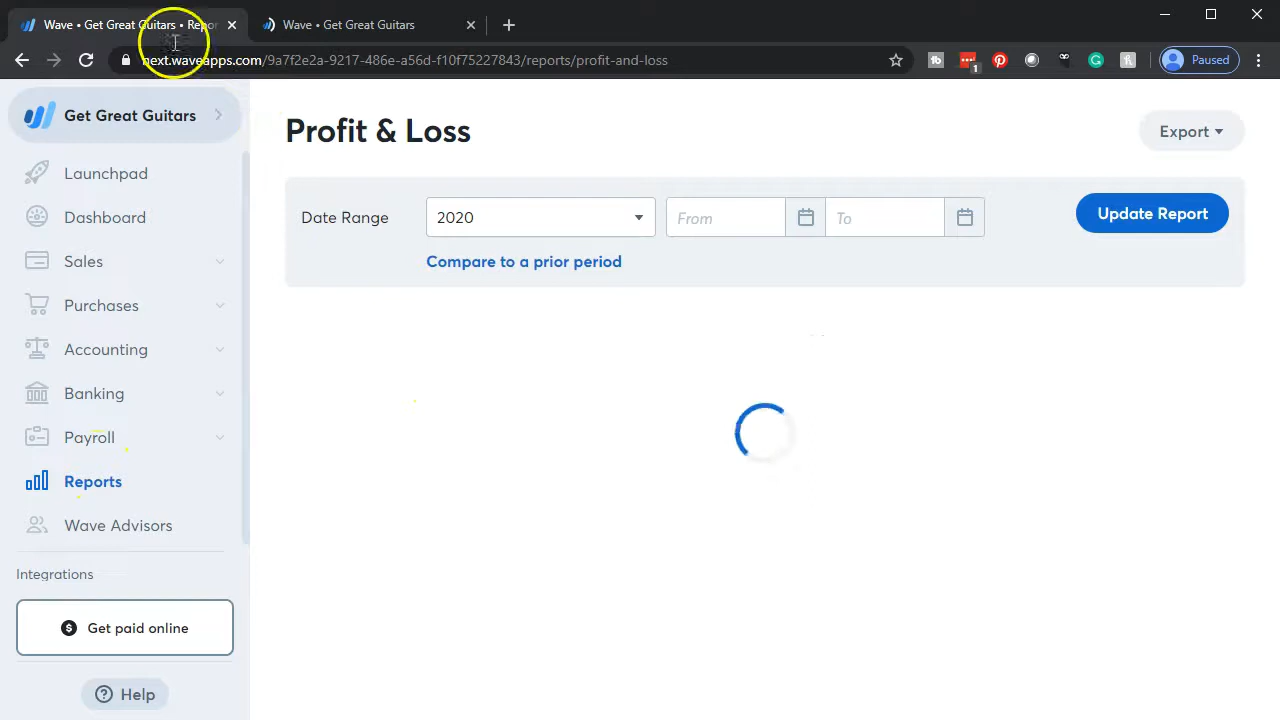 Wave • Get Great Guitars • Repor
Wave • Get Great Guitars
next.waveapps.com/9a7f2e2a-9217-486e-a56d-f10f75227843/reports/profit-and-loss
1
Paused
Get Great Guitars
Launchpad
Dashboard
Sales
Purchases
Accounting
Banking
Payroll
Reports
Wave Advisors
Integrations
Get paid online
Help
Profit & Loss
Export
Date Range
2020
From
To
Update Report
Compare to a prior period